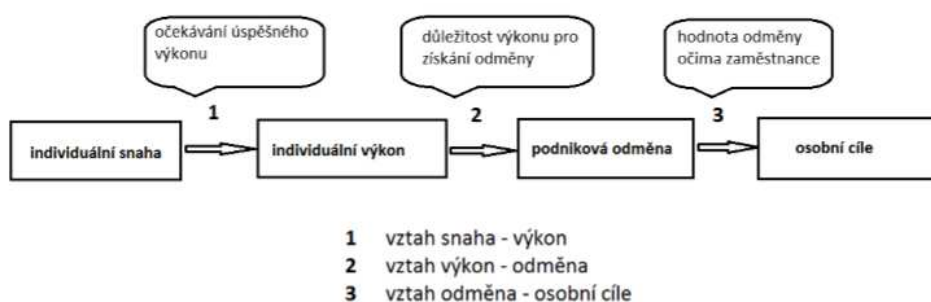 očekávání úspěšného
výkonu
důležitost výkonu pro
získání odměny
hodnota odměny
očima zaměstnance
1
2
3
individuální snaha
individuální výkon
podniková odměna
osobní cíle
1 vztah snaha - výkon
2 vztah výkon - odměna
3 vztah odměna - osobní cíle